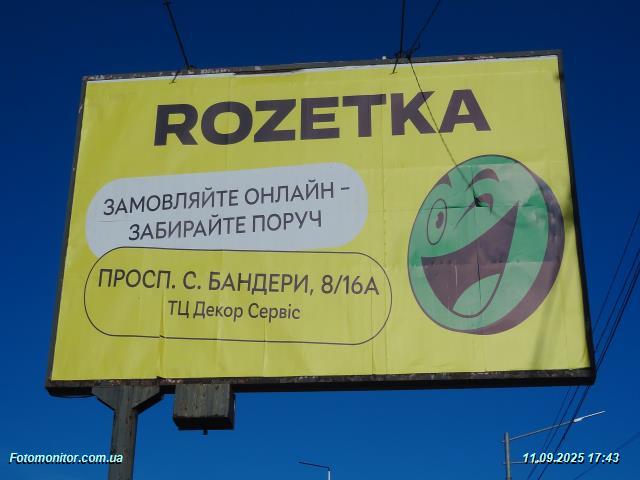 ROZETKA
ЗАМОВЛЯЙТЕ ОНЛАЙН –
ЗАБИРАЙТЕ ПОРУЧ
ПРОСП. С. БАНДЕРИ, 8/16А
ТЦ Декор Сервіс
Fotomonitor.com.ua
11.09.2025 17:43